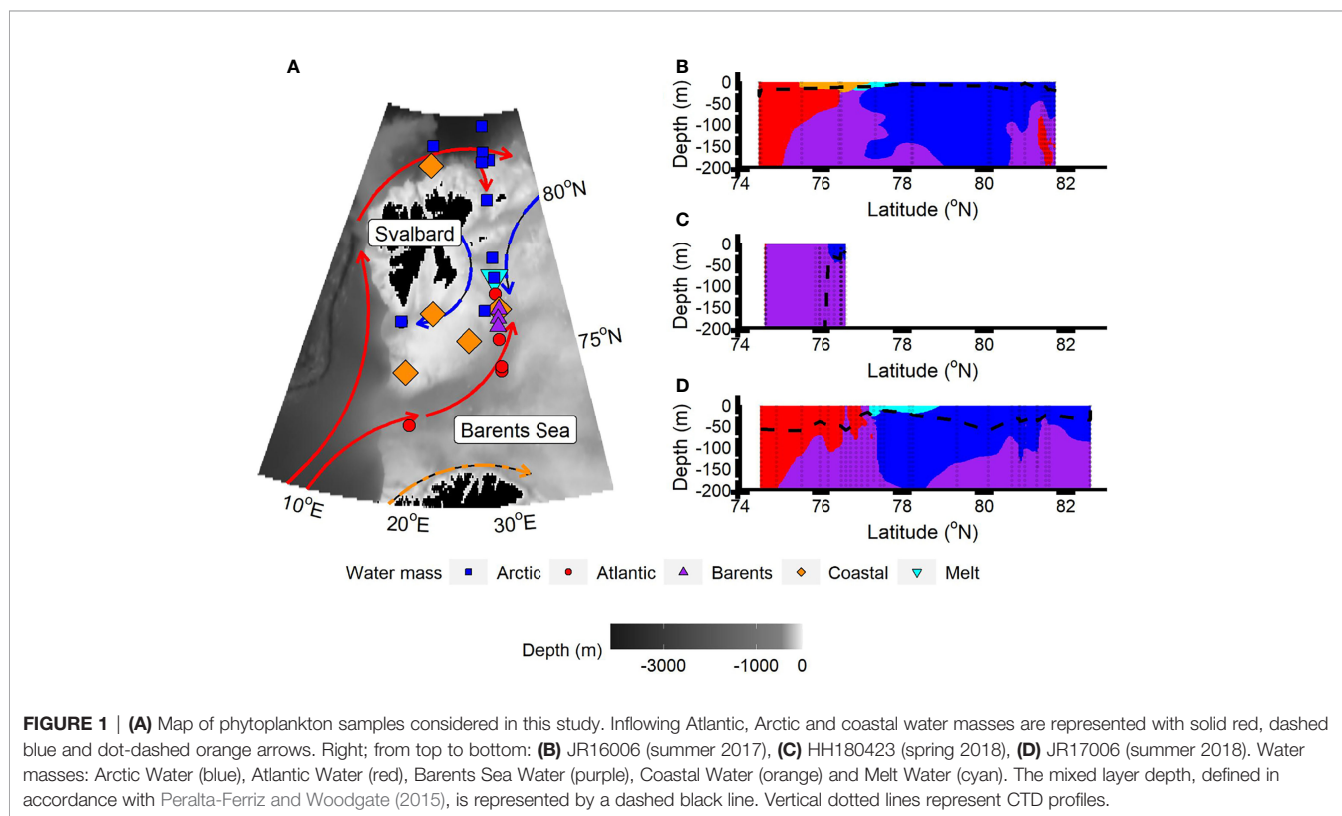 A
Svalbard
Barents Sea
80°N
75°N
10°E
20°E
30°E
B
0
-50
-100
-150
-200
Depth (m)
74
76
78
80
82
Latitude (°N)
C
0
-50
-100
-150
-200
Depth (m)
74
76
78
80
82
Latitude (°N)
D
0
-50
-100
-150
-200
Depth (m)
74
76
78
80
82
Latitude (°N)
Water mass Arctic Atlantic Barents Coastal Melt
Depth (m)
-3000 -1000 0
FIGURE 1 | (A) Map of phytoplankton samples considered in this study. Inflowing Atlantic, Arctic and coastal water masses are represented with solid red, dashed
blue and dot-dashed orange arrows. Right; from top to bottom: (B) JR16006 (summer 2017), (C) HH180423 (spring 2018), (D) JR17006 (summer 2018). Water
masses: Arctic Water (blue), Atlantic Water (red), Barents Sea Water (purple), Coastal Water (orange) and Melt Water (cyan). The mixed layer depth, defined in
accordance with Peralta-Ferriz and Woodgate (2015), is represented by a dashed black line. Vertical dotted lines represent CTD profiles.